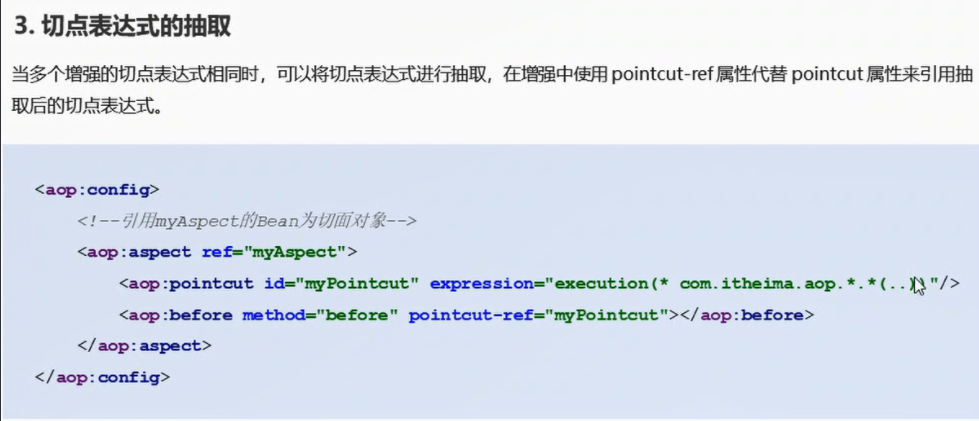 3. 切点表达式的抽取
当多个增强的切点表达式相同时，可以将切点表达式进行抽取，在增强中使用 pointcut-ref 属性代替 pointcut 属性来引用抽
取后的切点表达式。
<aop:config>
<!--引用myAspect的Bean为切面对象-->
<aop:aspect ref="myAspect">
<aop:pointcut id="myPointcut" expression="execution(* com.itheima.aop.*.*(..))"/>
<aop:before method="before" pointcut-ref="myPointcut"></aop:before>
</aop:aspect>
</aop:config>